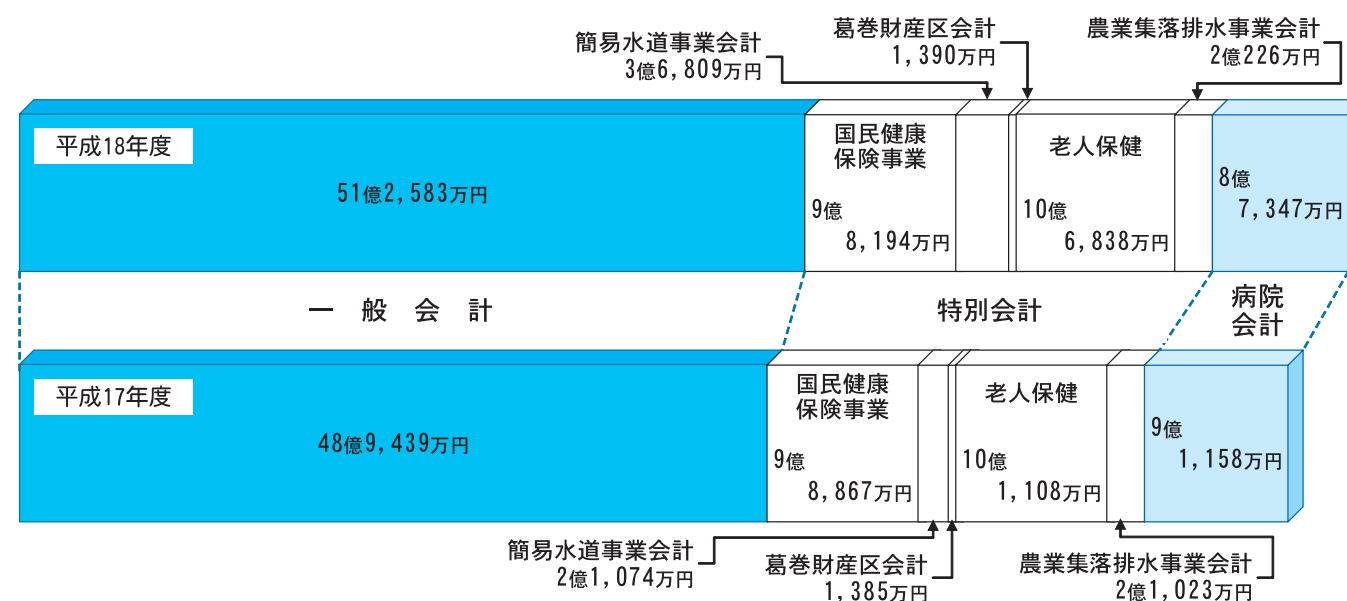 簡易水道事業会計
3億6,809万円
葛巻財産区会計
1,390万円
農業集落排水事業会計
2億226万円
平成18年度
51億2,583万円
国民健康
保険事業
9億
8,194万円
老人保健
10億
6,838万円
8億
7,347万円
一般会計
特別会計
病院
会計
平成17年度
48億9,439万円
国民健康
保険事業
9億
8,867万円
老人保健
10億
1,108万円
9億
1,158万円
簡易水道事業会計
2億1,074万円
葛巻財産区会計
1,385万円
農業集落排水事業会計
2億1,023万円